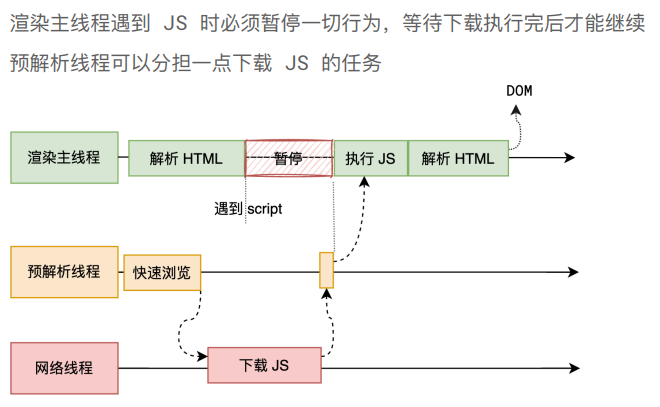 渲染主线程遇到 JS 时必须暂停一切行为，等待下载执行完后才能继续
预解析线程可以分担一点下载 JS 的任务
DOM
渲染主线程
解析 HTML
暂停
执行 JS
解析 HTML
遇到 script
预解析线程
快速浏览
网络线程
下载 JS